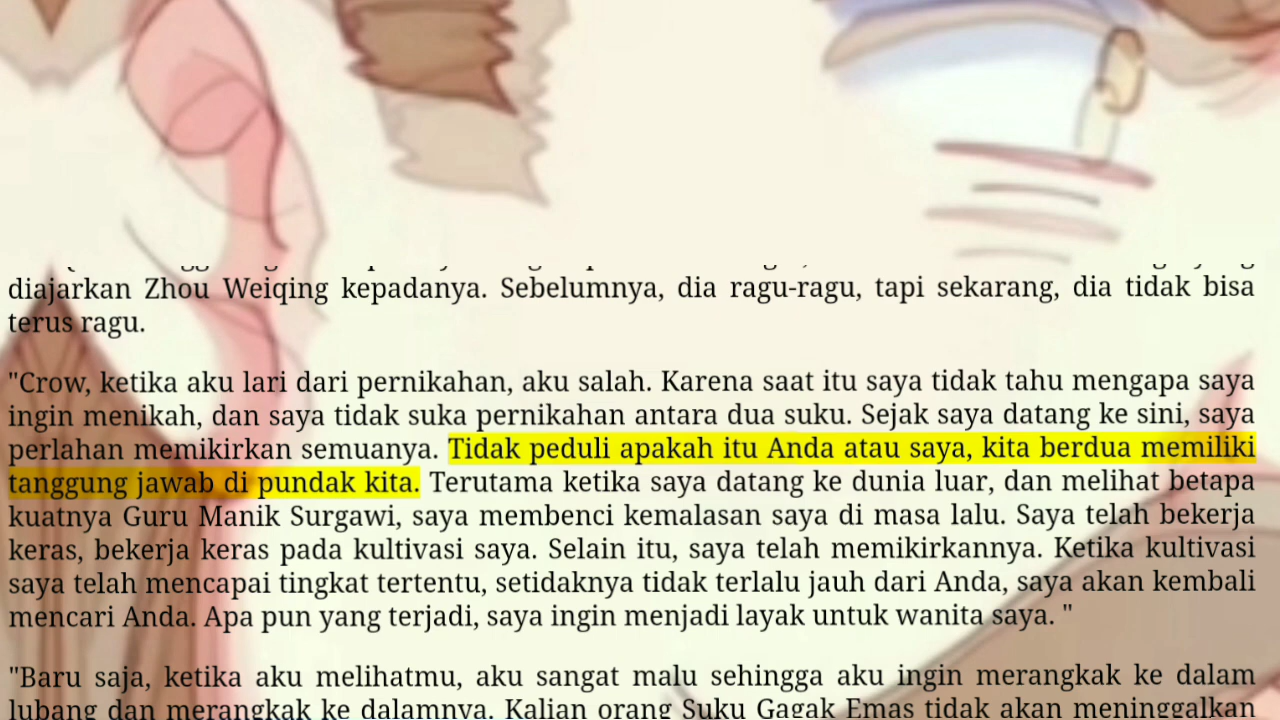 diajarkan Zhou Weiqing kepadanya. Sebelumnya, dia ragu-ragu, tapi sekarang, dia tidak bisa
terus ragu.
"Crow, ketika aku lari dari pernikahan, aku salah. Karena saat itu saya tidak tahu mengapa saya
ingin menikah, dan saya tidak suka pernikahan antara dua suku. Sejak saya datang ke sini, saya
perlahan memikirkan semuanya. Tidak peduli apakah itu Anda atau saya, kita berdua memiliki
tanggung jawab di pundak kita. Terutama ketika saya datang ke dunia luar, dan melihat betapa
kuatnya Guru Manik Surgawi, saya membenci kemalasan saya di masa lalu. Saya telah bekerja
keras, bekerja keras pada kultivasi saya. Selain itu, saya telah memikirkannya. Ketika kultivasi
saya telah mencapai tingkat tertentu, setidaknya tidak terlalu jauh dari Anda, saya akan kembali
mencari Anda. Apa pun yang terjadi, saya ingin menjadi layak untuk wanita saya. "
"Baru saja, ketika aku melihatmu, aku sangat malu sehingga aku ingin merangkak ke dalam
lubang dan merangkak ke dalamnya. Kalian orang Suku Gagak Emas tidak akan meninggalkan